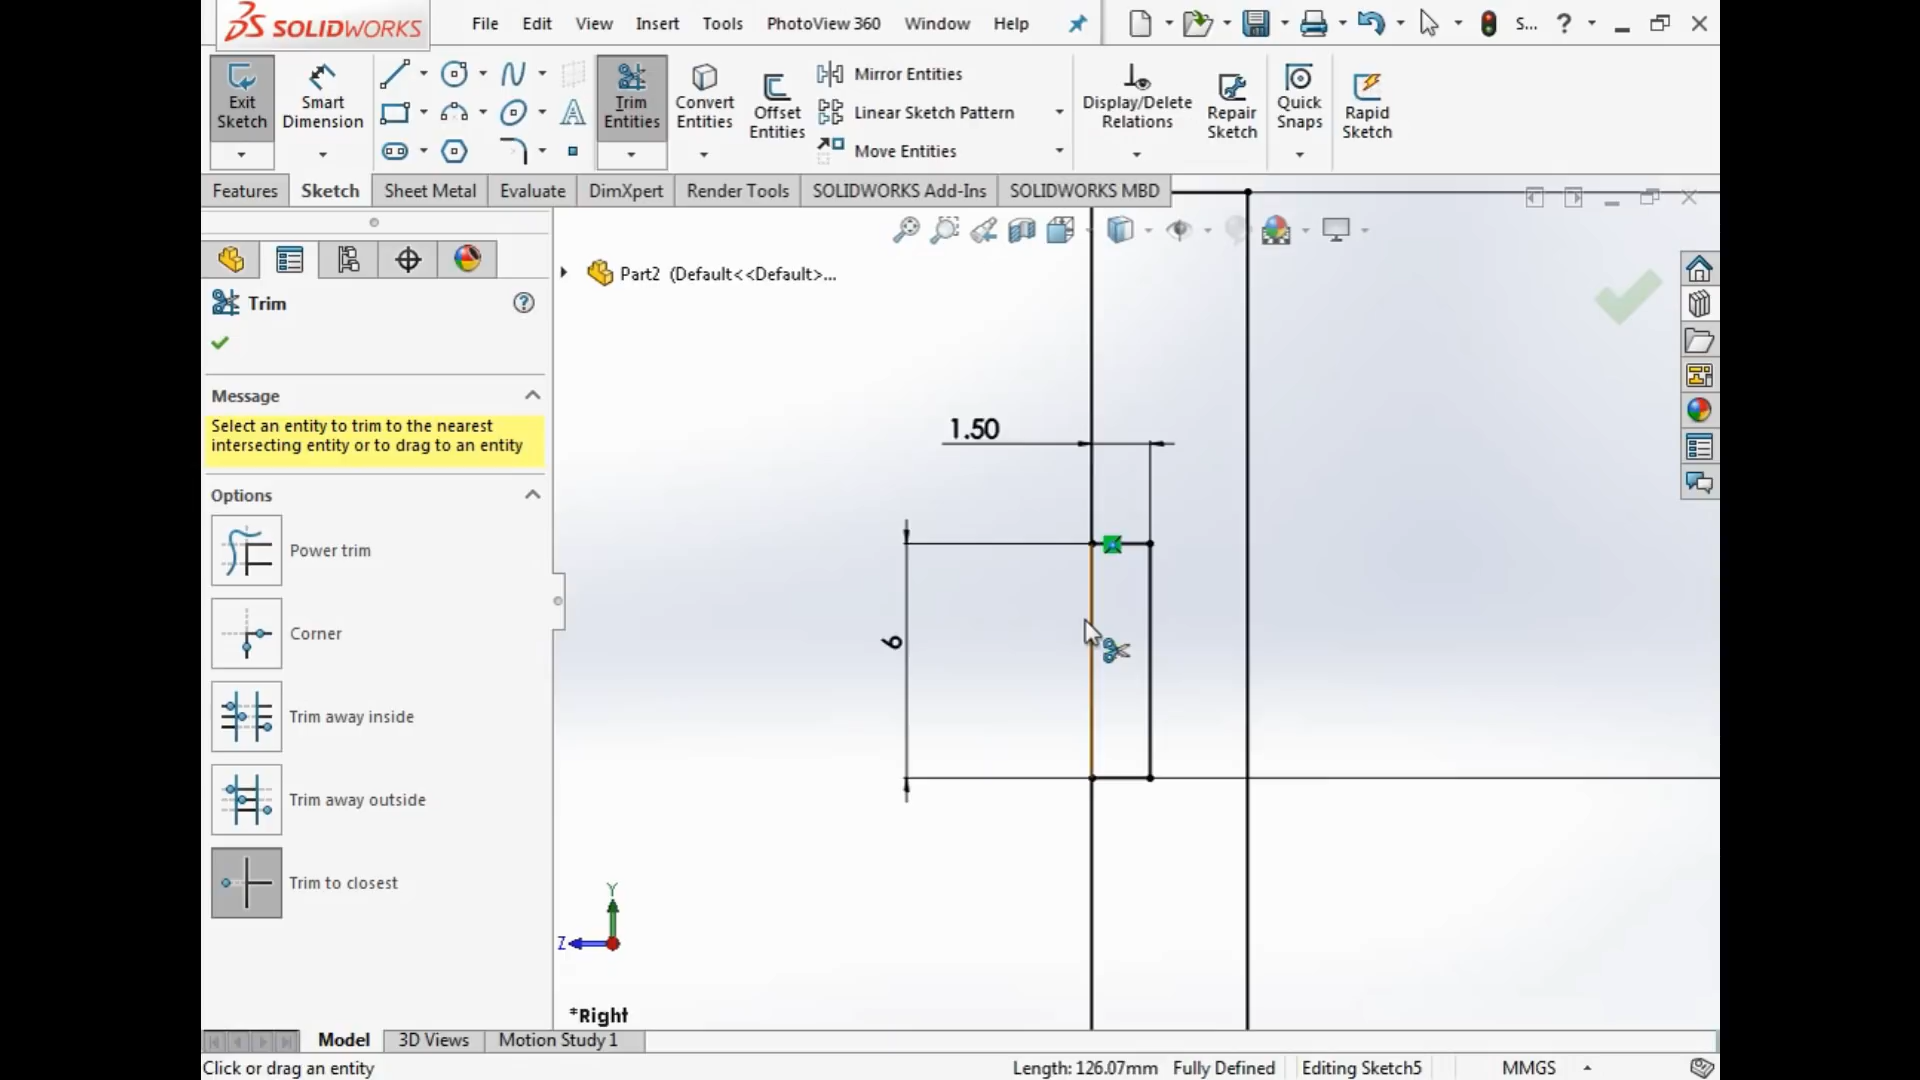 SOLIDWORKS
File Edit View Insert Tools PhotoView 360 Window Help S... ?
Exit Sketch
Smart Dimension
Trim Entities
Convert Entities
Offset Entities
Mirror Entities
Linear Sketch Pattern
Move Entities
Display/Delete Relations
Repair Sketch
Quick Snaps
Rapid Sketch
Features Sketch Sheet Metal Evaluate DimXpert Render Tools SOLIDWORKS Add-Ins SOLIDWORKS MBD
Part2 (Default<<Default>...
Trim
?
Message
Select an entity to trim to the nearest
intersecting entity or to drag to an entity
Options
Power trim
Corner
Trim away inside
Trim away outside
Trim to closest
1.50
6
Y
Z
*Right
Model 3D Views Motion Study 1
Click or drag an entity Length: 126.07mm Fully Defined Editing Sketch5 MMGS